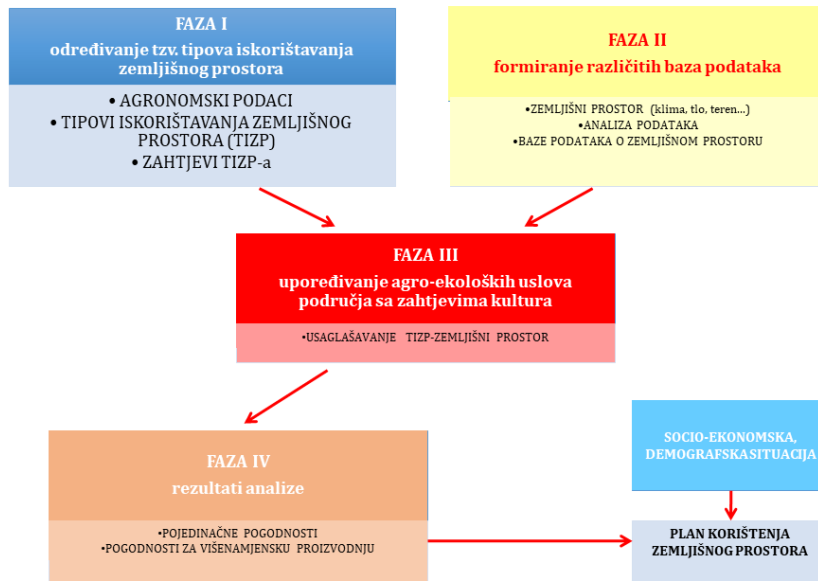 FAZA I
određivanje tzv. tipova iskorištavanja
zemljišnog prostora
• AGRONOMSKI PODACI
• TIPOVI ISKORIŠTAVANJA ZEMLJIŠNOG
PROSTORA (TIZP)
• ZAHTJEVI TIZP-a
FAZA II
formiranje različitih baza podataka
•ZEMLJIŠNI PROSTOR (klima, tlo, teren...)
•ANALIZA PODATAKA
•BAZE PODATAKA O ZEMLJIŠNOM PROSTORU
FAZA III
upoređivanje agro-ekoloških uslova
područja sa zahtjevima kultura
•USAGLAŠAVANJE TIZP-ZEMLJIŠNI PROSTOR
FAZA IV
rezultati analize
•POJEDINAČNE POGODNOSTI
•POGODNOSTI ZA VIŠENAMJENSKU PROIZVODNJU
SOCIO-EKONOMSKA,
DEMOGRAFSKASITUACIJA
PLAN KORIŠTENJA
ZEMLJIŠNOG PROSTORA